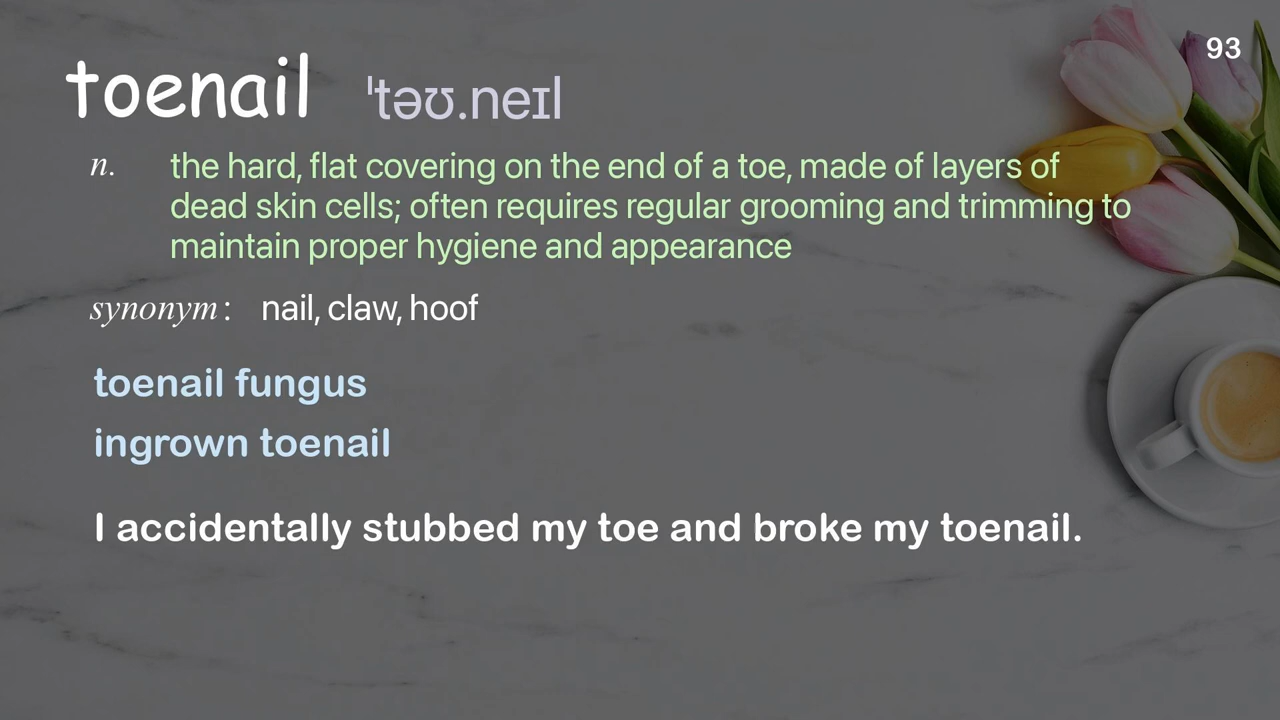 93
toenail ˈtəʊ.neɪl
n. the hard, flat covering on the end of a toe, made of layers of
dead skin cells; often requires regular grooming and trimming to
maintain proper hygiene and appearance
synonym: nail, claw, hoof
toenail fungus
ingrown toenail
I accidentally stubbed my toe and broke my toenail.